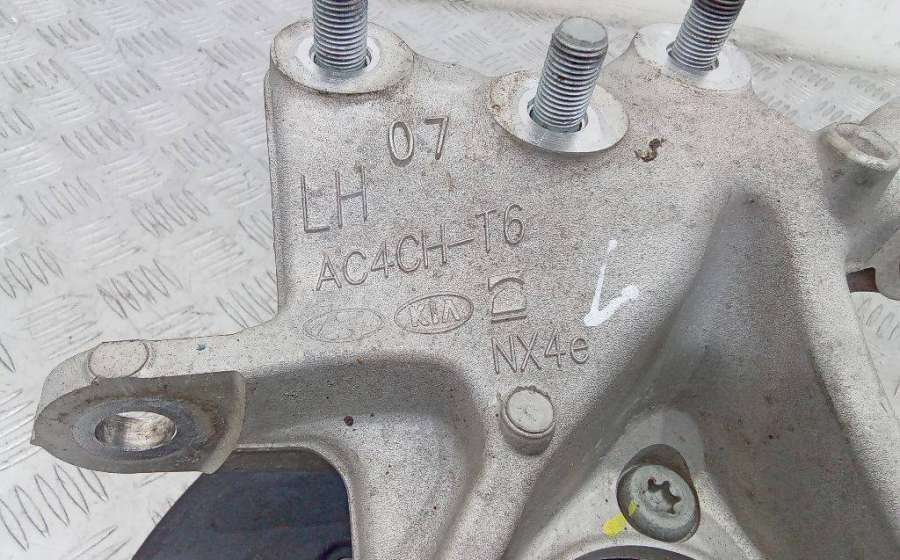 07
LH
AC4CH-T6
KIA
NX4e